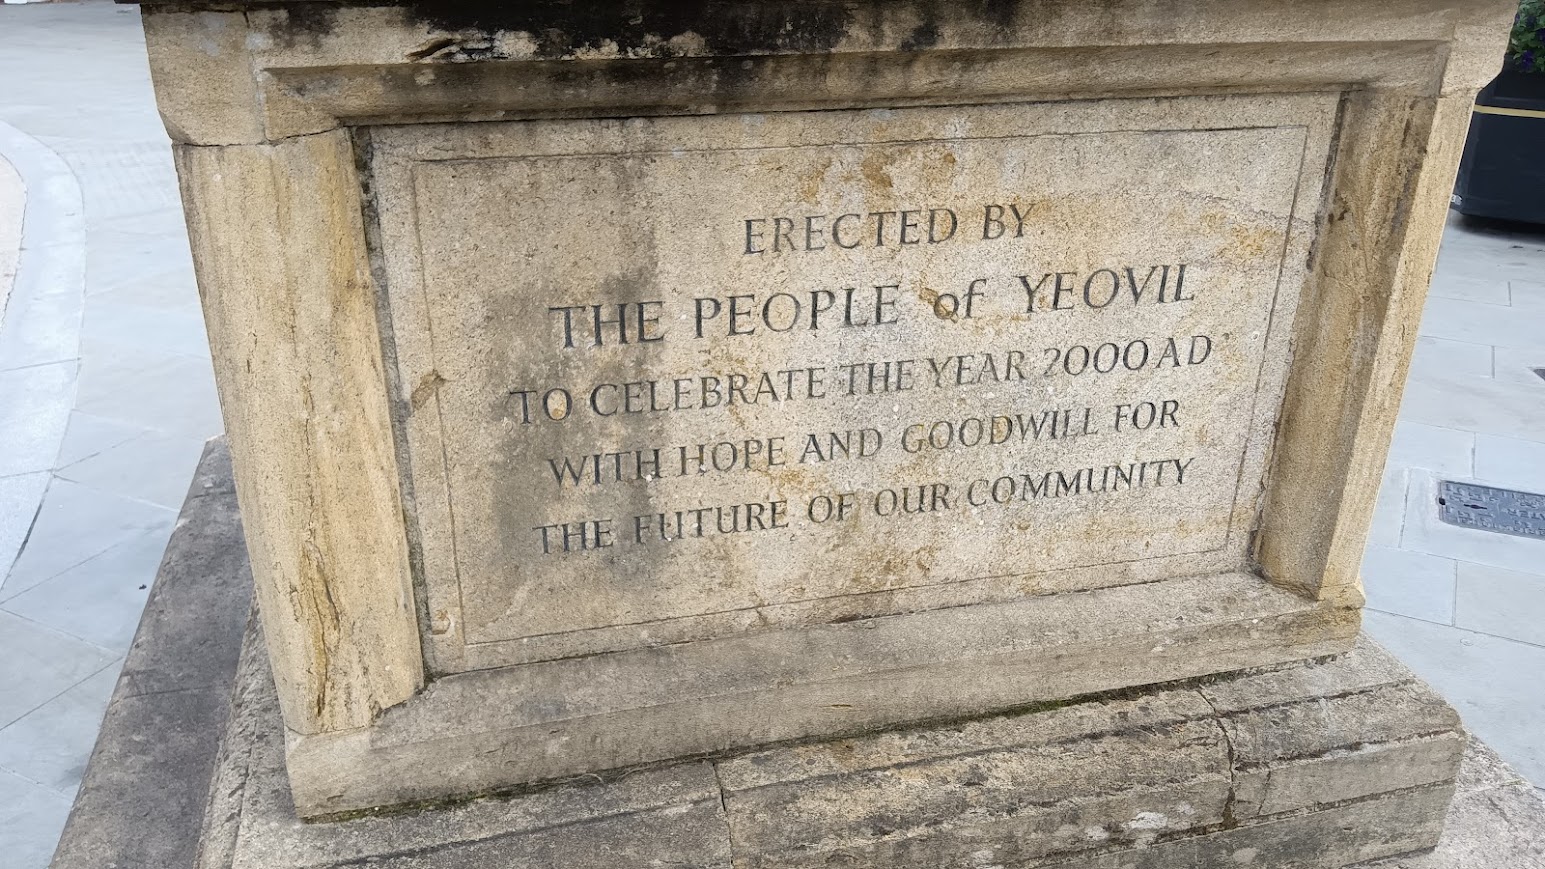 ERECTED BY
THE PEOPLE of YEOVIL
TO CELEBRATE THE YEAR 2000 AD
WITH HOPE AND GOODWILL FOR
THE FUTURE OF OUR COMMUNITY